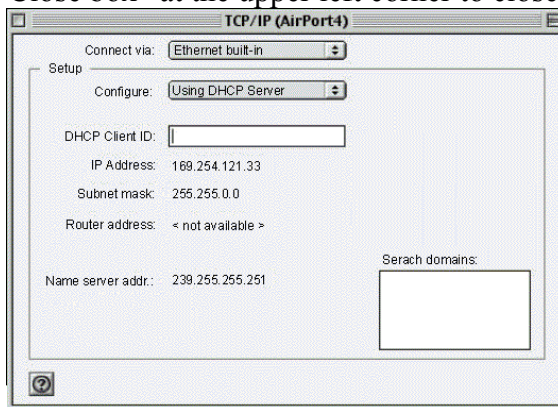 Close box" at the upper left corner to close
TCP/IP (AirPort4)
Connect via: Ethernet built-in
Setup
Configure: Using DHCP Server
DHCP Client ID:
IP Address: 169.254.121.33
Subnet mask: 255.255.0.0
Router address: < not available >
Serach domains:
Name server addr.: 239.255.255.251
?